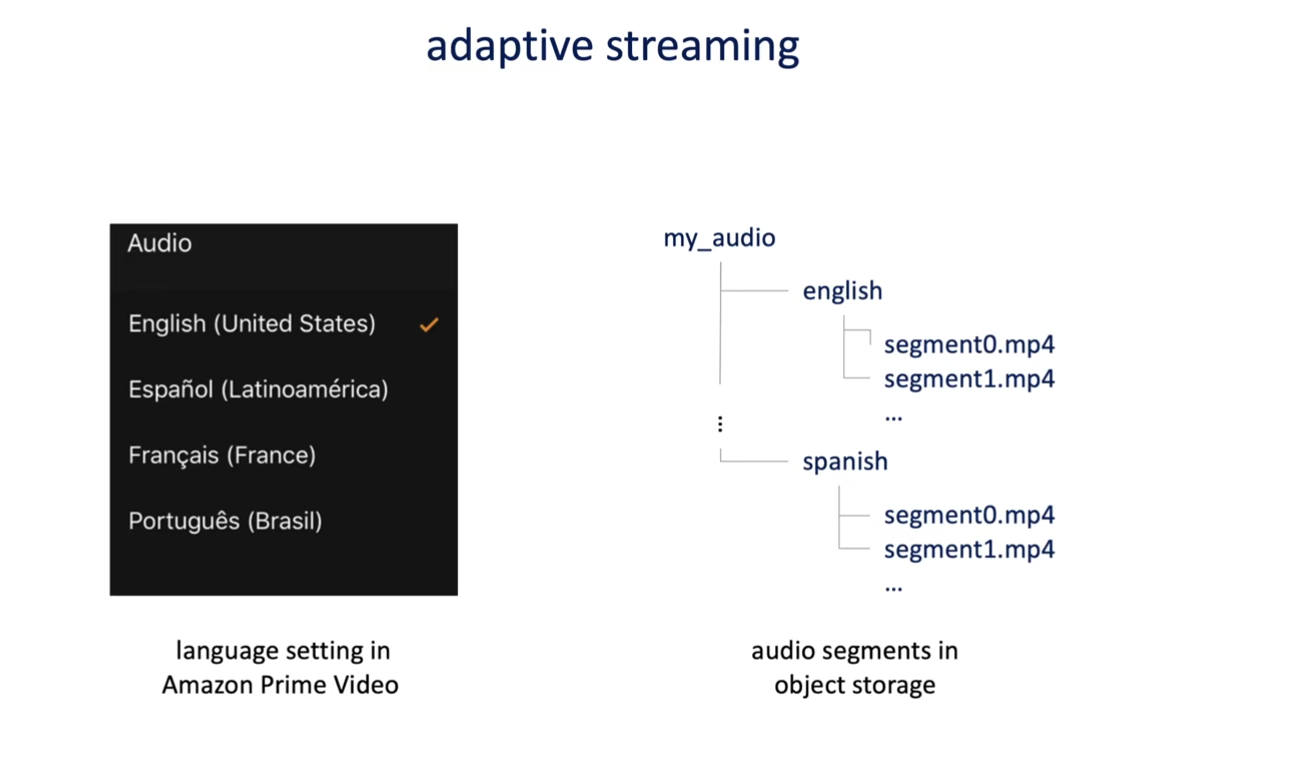 adaptive streaming
Audio
English (United States)
Español (Latinoamérica)
Français (France)
Português (Brasil)
language setting in
Amazon Prime Video
my_audio
english
segment0.mp4
segment1.mp4
...
⋮
spanish
segment0.mp4
segment1.mp4
...
audio segments in
object storage